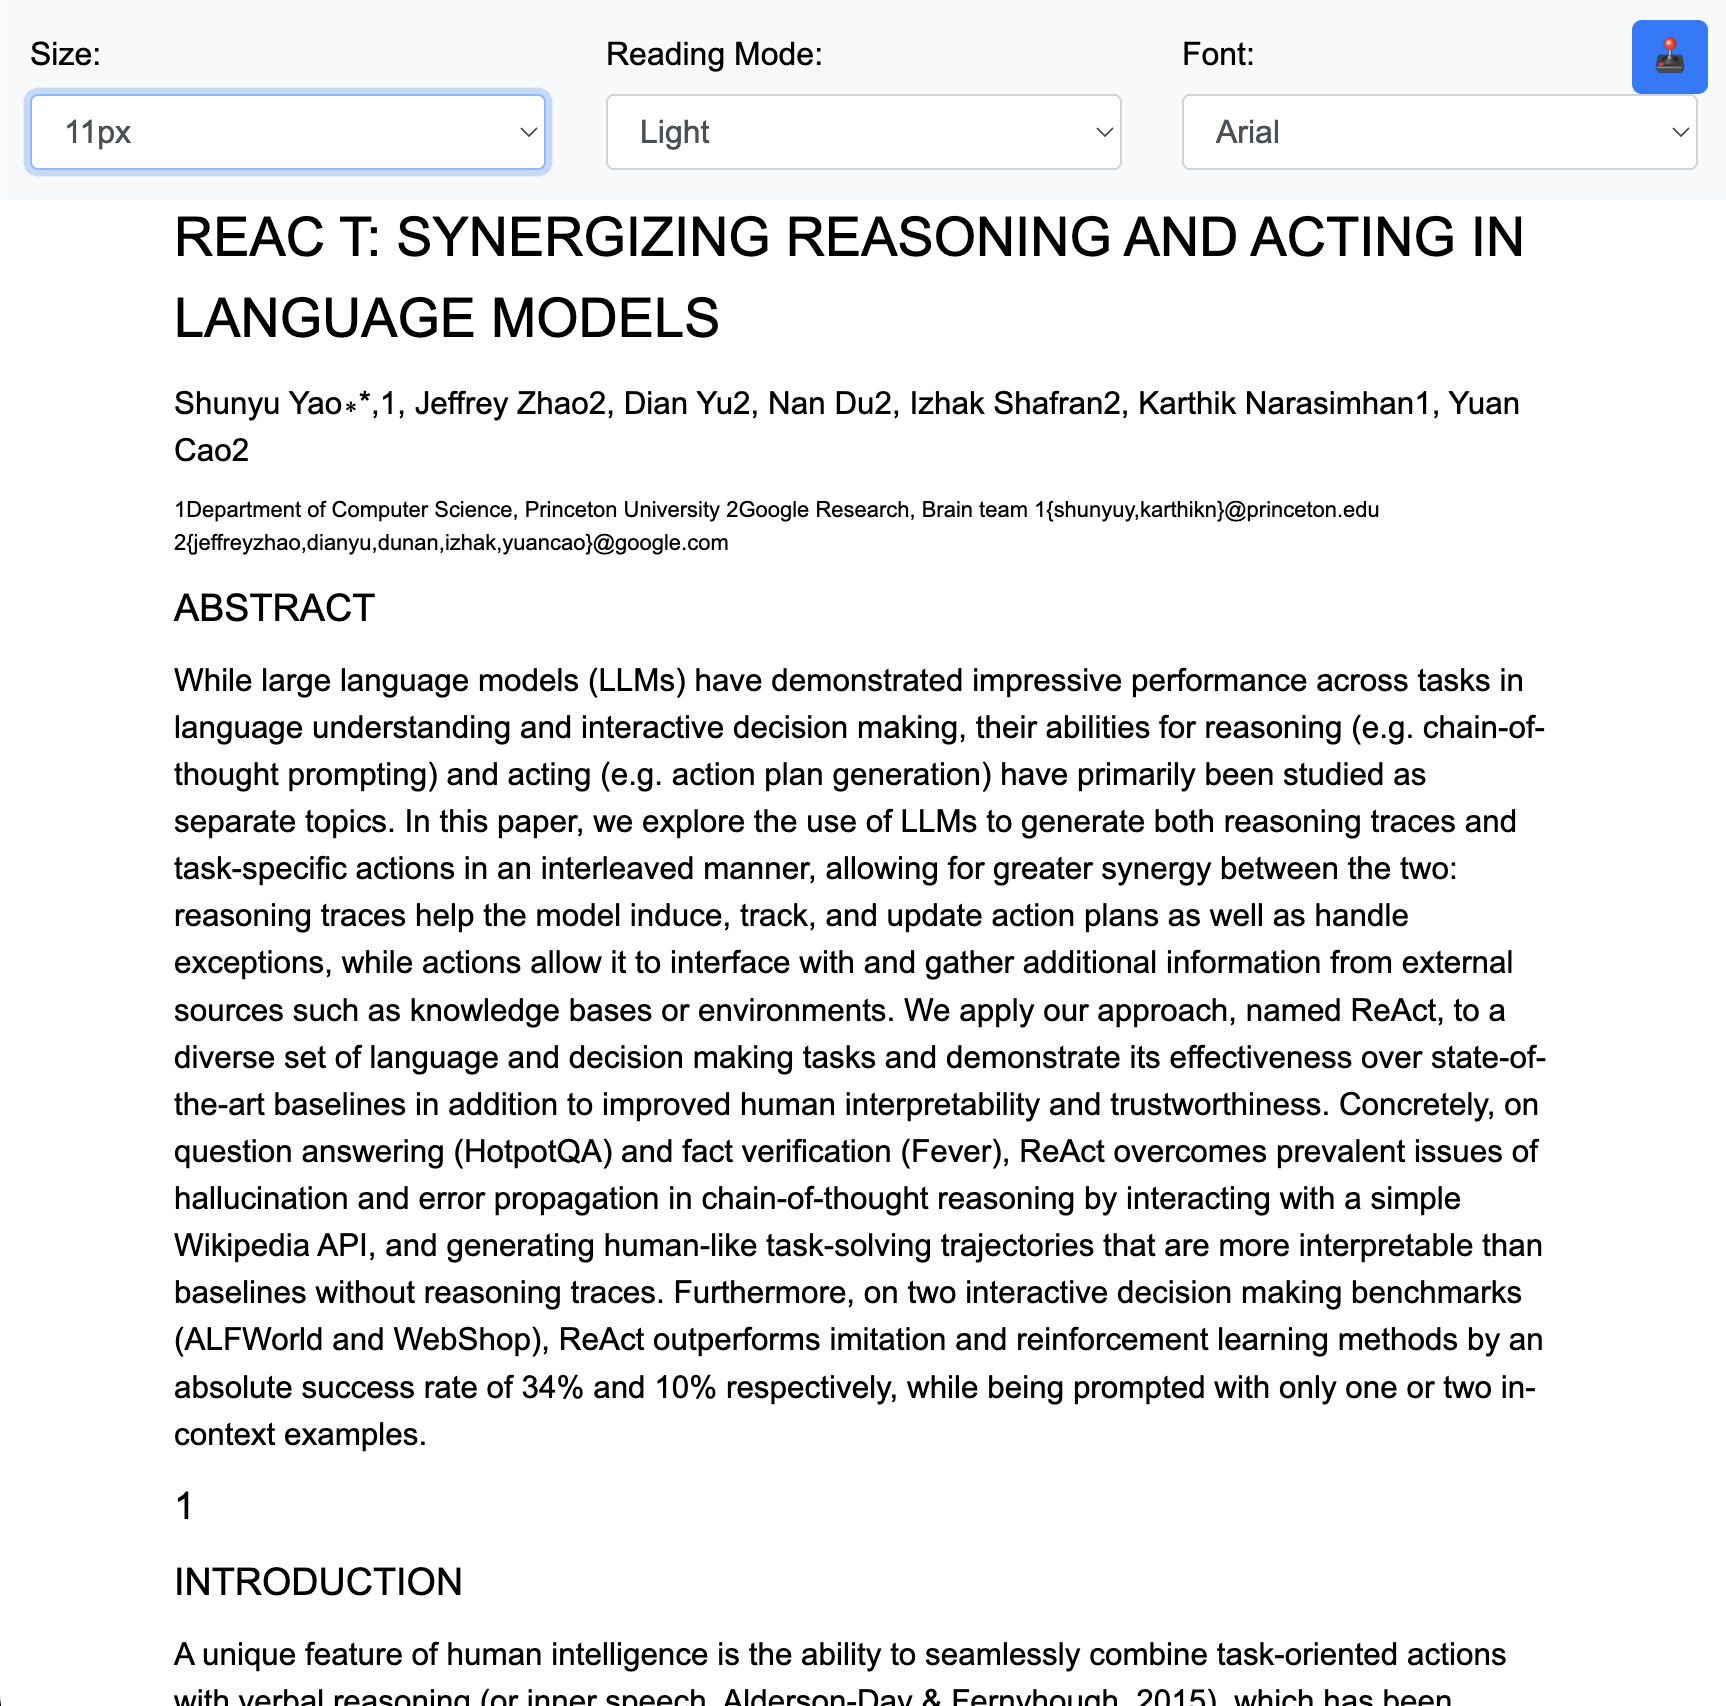 Size:
Reading Mode:
Font:
11px
Light
Arial
REAC T: SYNERGIZING REASONING AND ACTING IN
LANGUAGE MODELS
Shunyu Yao∗*,1, Jeffrey Zhao2, Dian Yu2, Nan Du2, Izhak Shafran2, Karthik Narasimhan1, Yuan
Cao2
1Department of Computer Science, Princeton University 2Google Research, Brain team 1{shunyuy,karthikn}@princeton.edu
2{jeffreyzhao,dianyu,dunan,izhak,yuancao}@google.com
ABSTRACT
While large language models (LLMs) have demonstrated impressive performance across tasks in
language understanding and interactive decision making, their abilities for reasoning (e.g. chain-of-
thought prompting) and acting (e.g. action plan generation) have primarily been studied as
separate topics. In this paper, we explore the use of LLMs to generate both reasoning traces and
task-specific actions in an interleaved manner, allowing for greater synergy between the two:
reasoning traces help the model induce, track, and update action plans as well as handle
exceptions, while actions allow it to interface with and gather additional information from external
sources such as knowledge bases or environments. We apply our approach, named ReAct, to a
diverse set of language and decision making tasks and demonstrate its effectiveness over state-of-
the-art baselines in addition to improved human interpretability and trustworthiness. Concretely, on
question answering (HotpotQA) and fact verification (Fever), ReAct overcomes prevalent issues of
hallucination and error propagation in chain-of-thought reasoning by interacting with a simple
Wikipedia API, and generating human-like task-solving trajectories that are more interpretable than
baselines without reasoning traces. Furthermore, on two interactive decision making benchmarks
(ALFWorld and WebShop), ReAct outperforms imitation and reinforcement learning methods by an
absolute success rate of 34% and 10% respectively, while being prompted with only one or two in-
context examples.
1
INTRODUCTION
A unique feature of human intelligence is the ability to seamlessly combine task-oriented actions
with verbal reasoning (or inner speech, Alderson-Day & Fernyhough, 2015), which has been